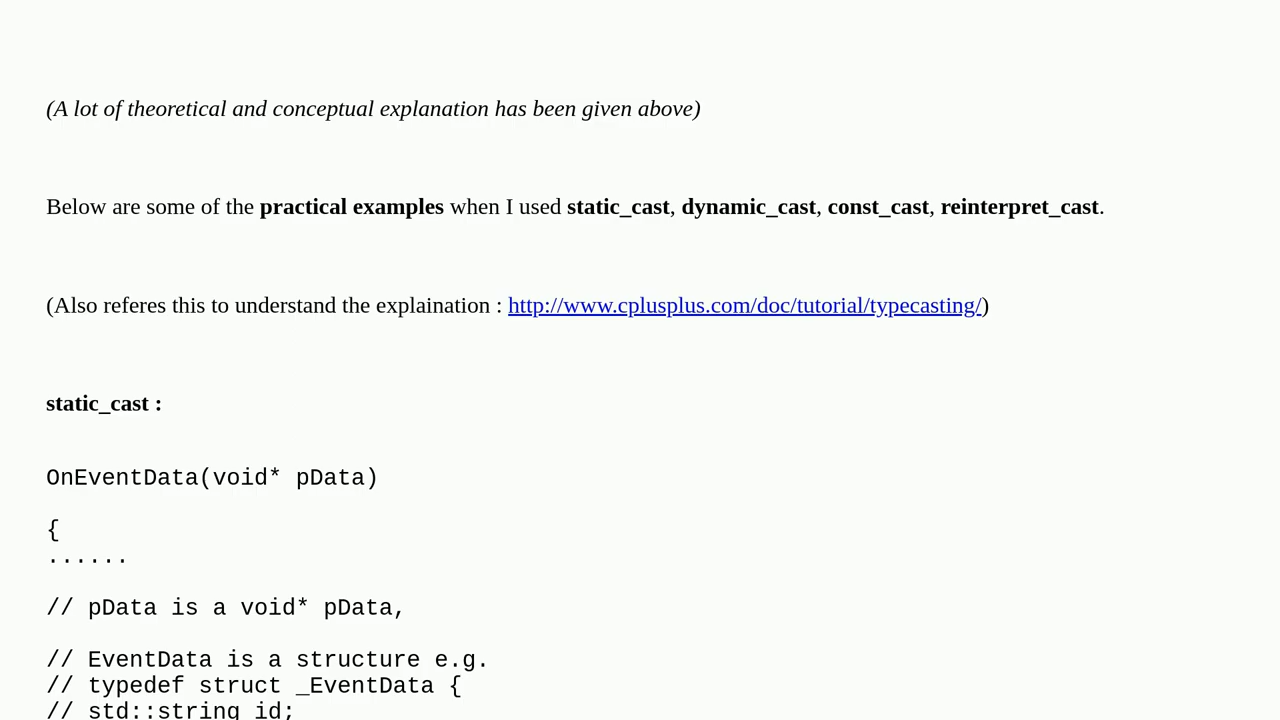 (A lot of theoretical and conceptual explanation has been given above)
Below are some of the practical examples when I used static_cast, dynamic_cast, const_cast, reinterpret_cast.
(Also referes this to understand the explaination : http://www.cplusplus.com/doc/tutorial/typecasting/)
static_cast :
OnEventData(void* pData)
{
......
// pData is a void* pData,
// EventData is a structure e.g.
// typedef struct _EventData {
// std::string id;